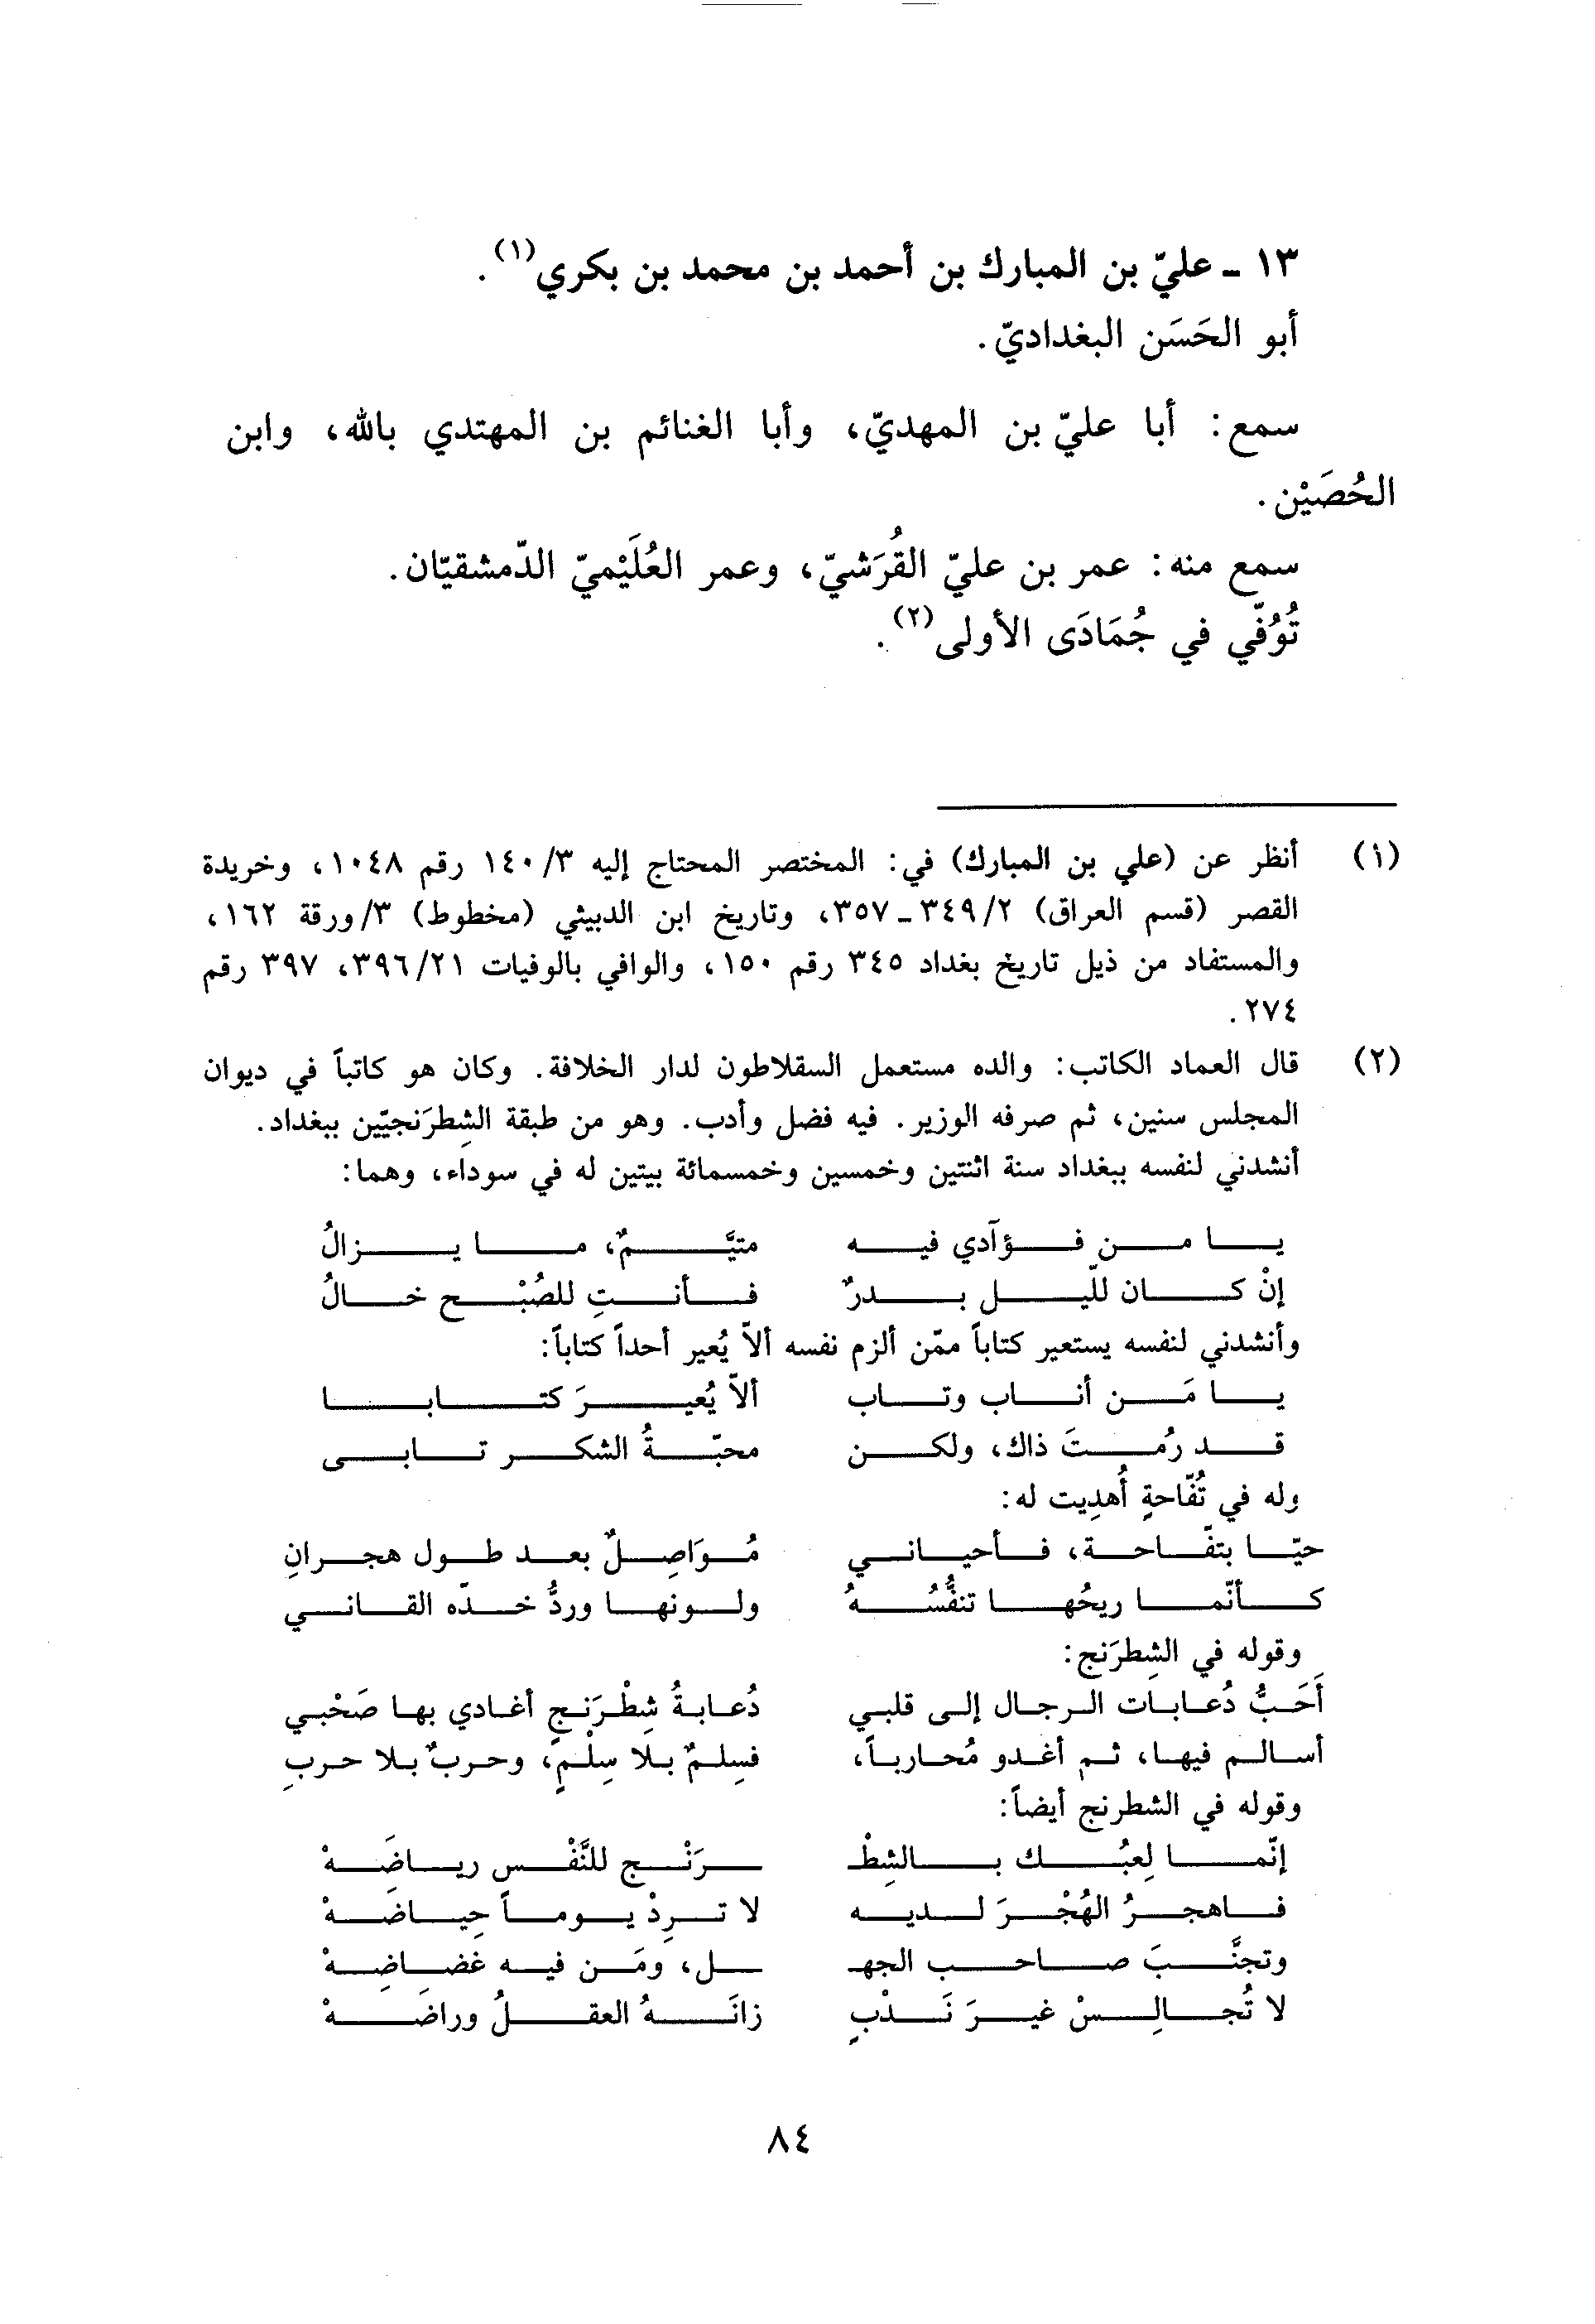 ١٣ ـ عليّ بن المبارك بن أحمد بن محمد بن بكري(١).
أبو الحَسَن البغداديّ.
سمع: أبا عليّ بن المهديّ، وأبا الغنائم بن المهتدي بالله، وابن
الحُصَيْن.
سمع منه: عمر بن عليّ القُرَشيّ، وعمر العُلَيْميّ الدّمشقيّان.
تُوُفّي في جُمَادَى الأولى(٢).
(١) أنظر عن (علي بن المبارك) في: المختصر المحتاج إليه ١٤٠/٣ رقم ١٠٤٨، وخريدة
القصر (قسم العراق) ٣٤٩/٢ ـ ٣٥٧، وتاريخ ابن الدبيثي (مخطوط) ٣/ورقة ١٦٢،
والمستفاد من ذيل تاريخ بغداد ٣٤٥ رقم ١٥٠، والوافي بالوفيات ٣٩٦/٢١، ٣٩٧ رقم
٢٧٤.
(٢) قال العماد الكاتب: والده مستعمل السقلاطون لدار الخلافة. وكان هو كاتباً في ديوان
المجلس سنين، ثم صرفه الوزير. فيه فضل وأدب. وهو من طبقة الشِطرَنجيّين ببغداد.
أنشدني لنفسه ببغداد سنة اثنتين وخمسين وخمسمائة بيتين له في سوداء، وهما:
يا من فؤآدي فيه متيَّمٌ، ما يزالُ
إنْ كان للّيل بدرٌ فأنتِ للصُبْح خالُ
وأنشدني لنفسه يستعير كتاباً ممّن ألزم نفسه ألاّ يُعير أحداً كتاباً:
يا مَن أناب وتاب ألاّ يُعيرَ كتابا
قد رُمتَ ذاك، ولكن محبّةُ الشكر تابى
وله في تُفّاحةٍ أُهدِيت له:
حيّا بتفّاحة، فأحياني مُوَاصِلٌ بعد طول هجرانِ
كأنّما ريحُها تنفُّسُهُ ولونها وردُّ خدّه القاني
وقوله في الشِطرَنج:
أَحَبُّ دُعابات الرجال إلى قلبي دُعابةُ شِطْرَنجٍ أغادي بها صَحْبي
أسالم فيها، ثم أغدو مُحارباً، فسِلمٌ بلا سِلْمٍ، وحربٌ بلا حربِ
وقوله في الشطرنج أيضاً:
إنّما لِعبُك بالشِطْـ ـرَنْج للنَّفْس رياضَهْ
فاهجرُ الهُجْرَ لديه لا تردْ يوماً حِياضَهْ
وتجنَّبَ صاحب الجهـ ـل، ومَن فيه غضاضِهْ
لا تُجالِسْ غيرَ نَدْبٍ زانَهُ العقلُ وراضَهْ
٨٤